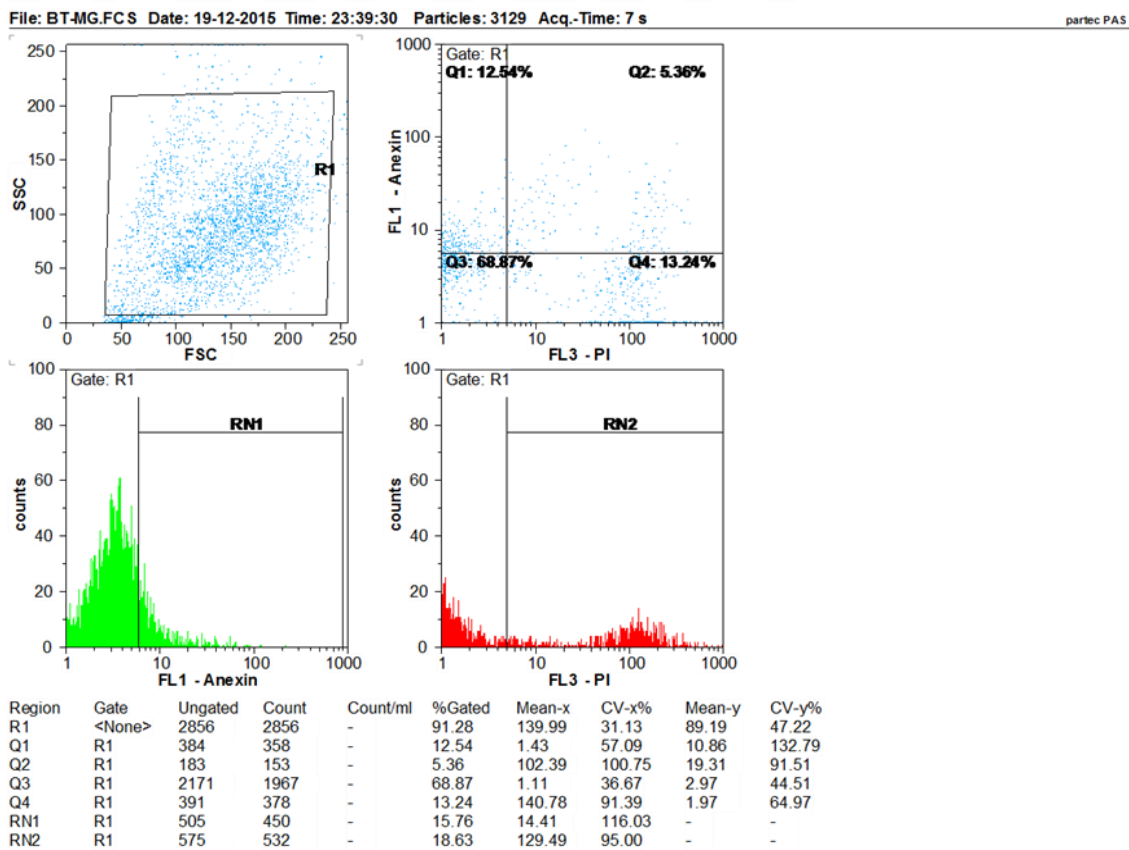 File: BT-MG.FCS Date: 19-12-2015 Time: 23:39:30 Particles: 3129 Acq.-Time: 7 s
partec PAS
250
200
150
100
50
0
SSC
R1
0 50 100 150 200 250
FSC
1000
100
10
1
FL1 - Anexin
Gate: R1
Q1: 12.54% Q2: 5.36%
Q3: 68.87% Q4: 13.24%
1 10 100 1000
FL3 - PI
100
80
60
40
20
0
counts
Gate: R1
RN1
1 10 100 1000
FL1 - Anexin
100
80
60
40
20
0
counts
Gate: R1
RN2
1 10 100 1000
FL3 - PI
Region Gate Ungated Count Count/ml %Gated Mean-x CV-x% Mean-y CV-y%
R1 <None> 2856 2856 - 91.28 139.99 31.13 89.19 47.22
Q1 R1 384 358 - 12.54 1.43 57.09 10.86 132.79
Q2 R1 183 153 - 5.36 102.39 100.75 19.31 91.51
Q3 R1 2171 1967 - 68.87 1.11 36.67 2.97 44.51
Q4 R1 391 378 - 13.24 140.78 91.39 1.97 64.97
RN1 R1 505 450 - 15.76 14.41 116.03 - -
RN2 R1 575 532 - 18.63 129.49 95.00 - -